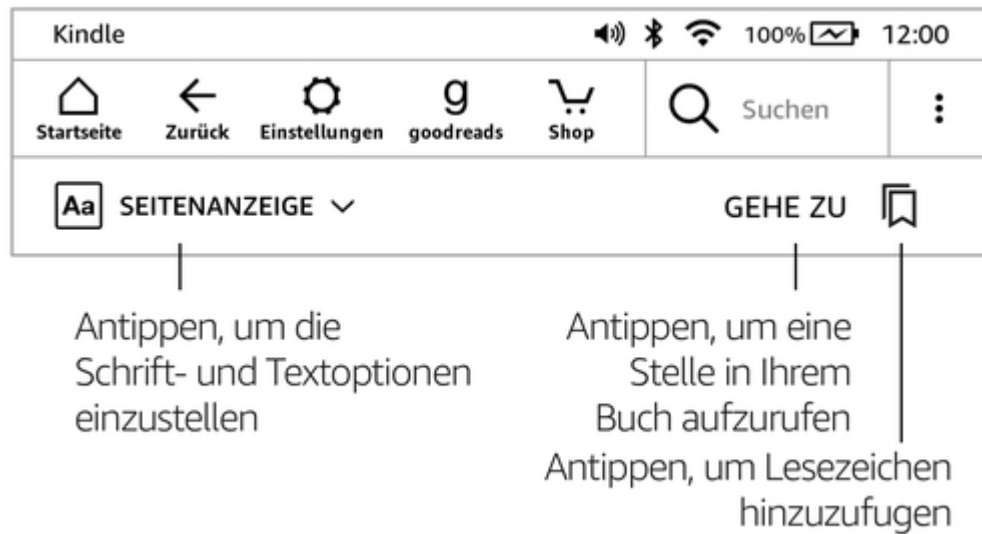 Kindle 100% 12:00
Startseite Zurück Einstellungen g goodreads Shop Suchen
Aa SEITENANZEIGE GEHE ZU
Antippen, um die
Schrift- und Textoptionen
einzustellen
Antippen, um eine
Stelle in Ihrem
Buch aufzurufen
Antippen, um Lesezeichen
hinzuzufugen